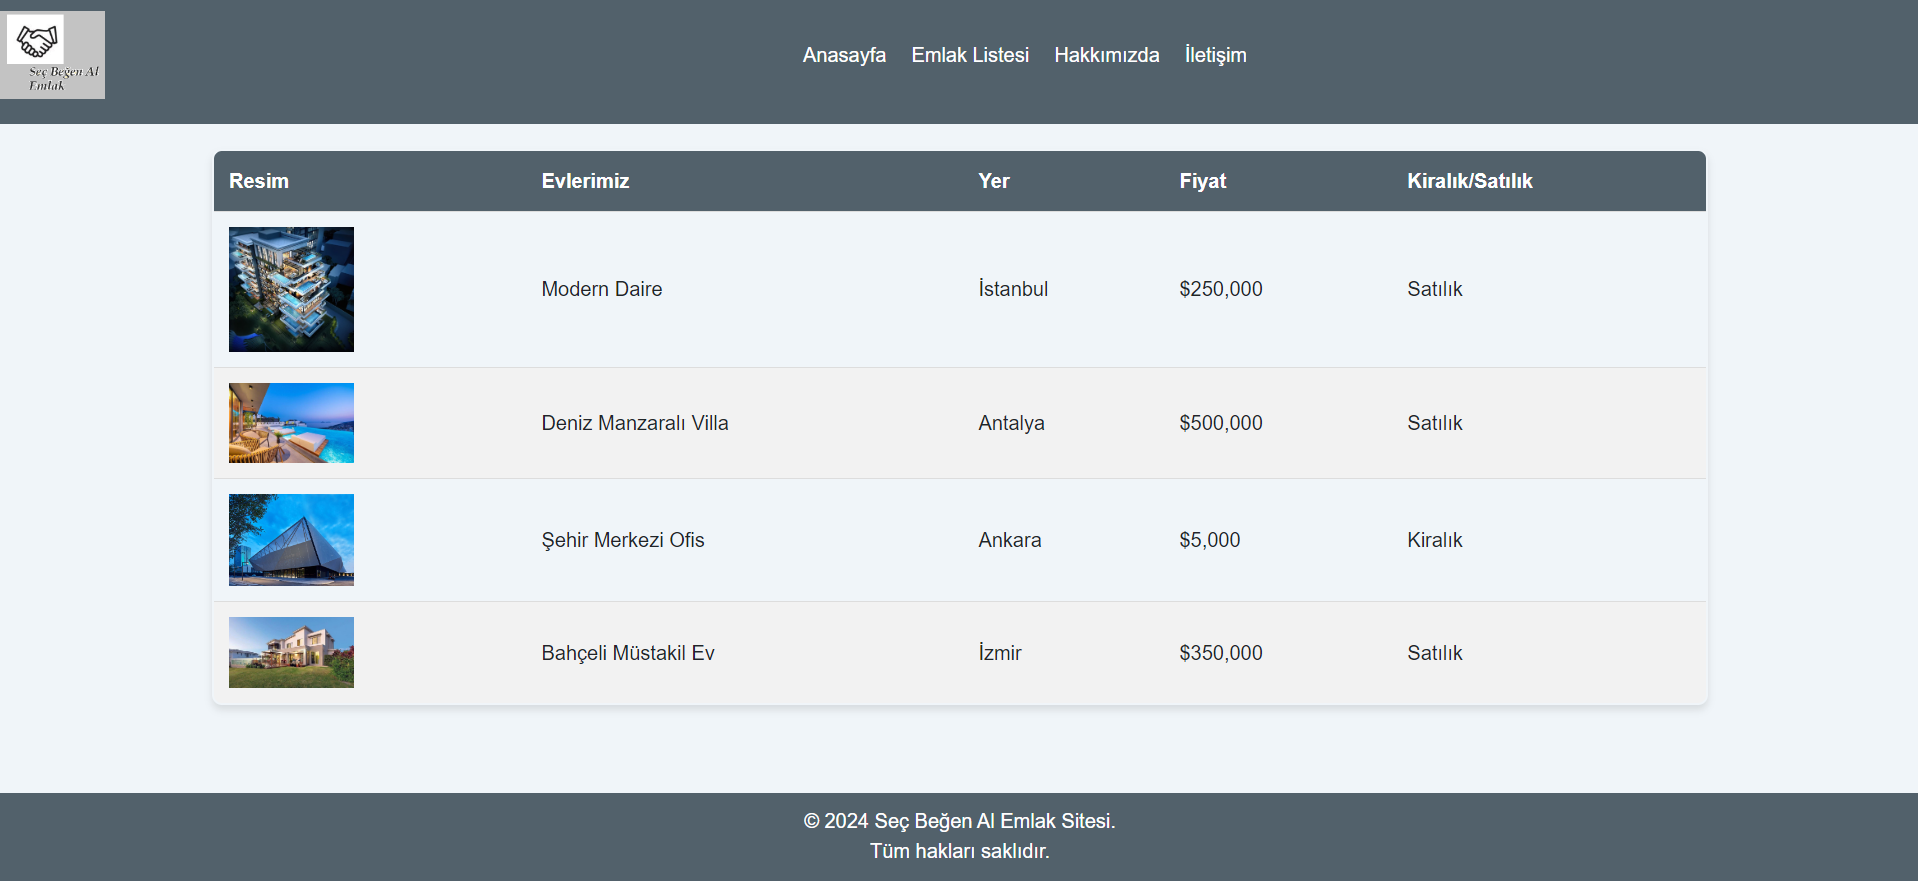 Seç Beğen Al
Emlak
Anasayfa Emlak Listesi Hakkımızda İletişim
Resim Evlerimiz Yer Fiyat Kiralık/Satılık
Modern Daire İstanbul $250,000 Satılık
Deniz Manzaralı Villa Antalya $500,000 Satılık
Şehir Merkezi Ofis Ankara $5,000 Kiralık
Bahçeli Müstakil Ev İzmir $350,000 Satılık
© 2024 Seç Beğen Al Emlak Sitesi.
Tüm hakları saklıdır.